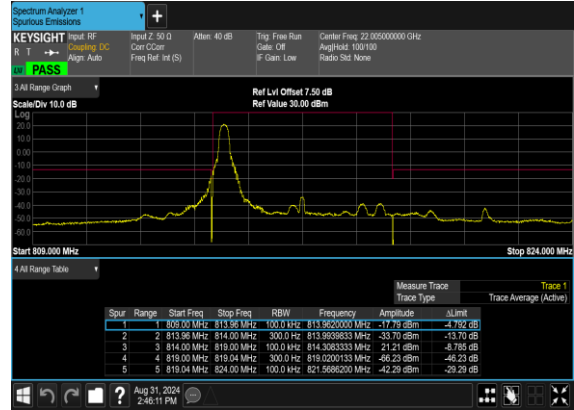 Spectrum Analyzer 1
Spurious Emissions
KEYSIGHT Input: RF Input Z: 50 Ω Atten: 40 dB Trig: Free Run Center Freq: 22.005000000 GHz
R T Coupling: DC Corr CCorr Gate: Off Avg|Hold: 100/100
Align: Auto Freq Ref: Int (S) IF Gain: Low Radio Std: None
PASS
3 All Range Graph
Ref Lvl Offset 7.50 dB
Scale/Div 10.0 dB Ref Value 30.00 dBm
Log
20.0
10.0
0.00
-10.0
-20.0
-30.0
-40.0
-50.0
-60.0
Start 809.000 MHz Stop 824.000 MHz
4 All Range Table
Measure Trace Trace 1
Trace Type Trace Average (Active)
Spur Range Start Freq Stop Freq RBW Frequency Amplitude ΔLimit
1 1 809.00 MHz 813.96 MHz 100.0 kHz 813.9620000 MHz -17.79 dBm -4.792 dB
2 2 813.96 MHz 814.00 MHz 300.0 Hz 813.9939833 MHz -33.70 dBm -13.70 dB
3 3 814.00 MHz 819.00 MHz 100.0 kHz 814.3083333 MHz 21.21 dBm -8.785 dB
4 4 819.00 MHz 819.04 MHz 300.0 Hz 819.0200133 MHz -66.23 dBm -46.23 dB
5 5 819.04 MHz 824.00 MHz 100.0 kHz 821.5686200 MHz -42.29 dBm -29.29 dB
? Aug 31, 2024
2:46:11 PM